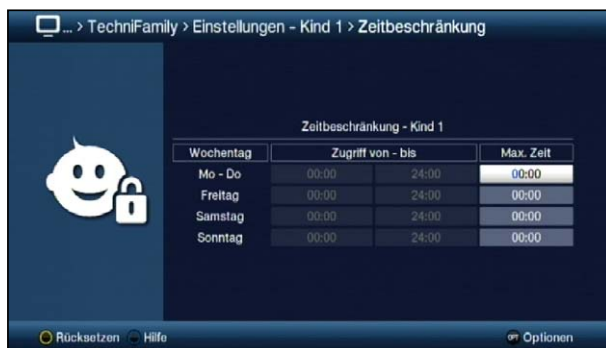 ... > TechniFamily > Einstellungen - Kind 1 > Zeitbeschränkung
Zeitbeschränkung - Kind 1
Wochentag Zugriff von - bis Max. Zeit
Mo - Do 00:00 24:00 00:00
Freitag 00:00 24:00 00:00
Samstag 00:00 24:00 00:00
Sonntag 00:00 24:00 00:00
Rücksetzen Hilfe OPT Optionen